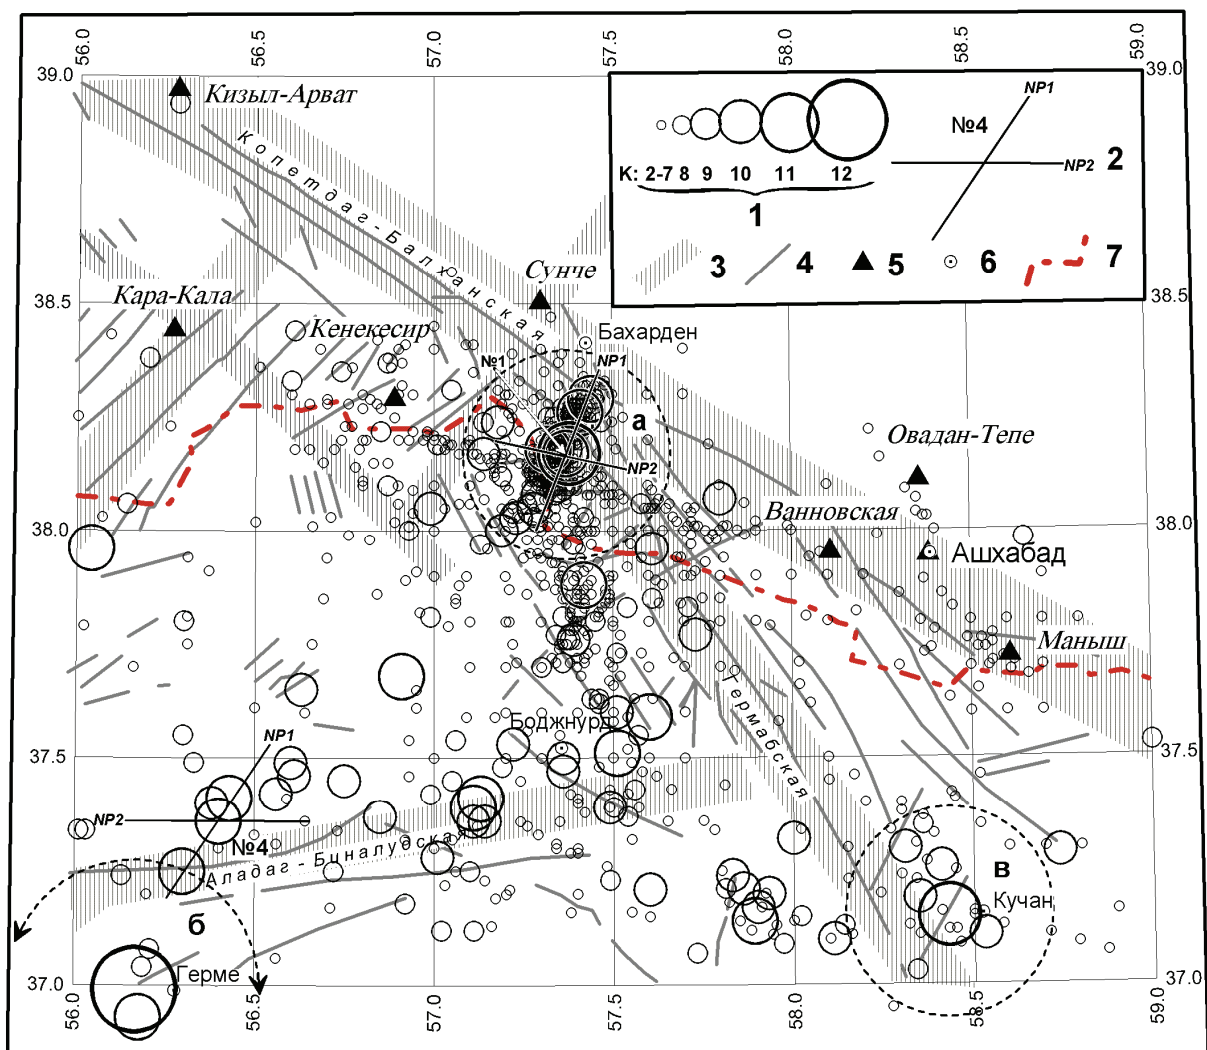 56.0
56.5
57.0
57.5
58.0
58.5
59.0
39.0
39.0
Кизыл-Арват
Копетдаг-Балханская
NP1
№4
NP2
2
К: 2-7 8 9 10 11 12
1
3
4
5
6
7
Сунче
Кара-Кала
38.5
38.5
Кенекесир
Бахарден
№1
NP1
а
NP2
Овадан-Тепе
Ванновская
38.0
38.0
Ашхабад
Маныш
Гермабская
Боджнурд
37.5
37.5
NP1
NP2
№4
Аладаг-Биналудская
в
Кучан
б
Герме
37.0
37.0
56.0
56.5
57.0
57.5
58.0
58.5
59.0